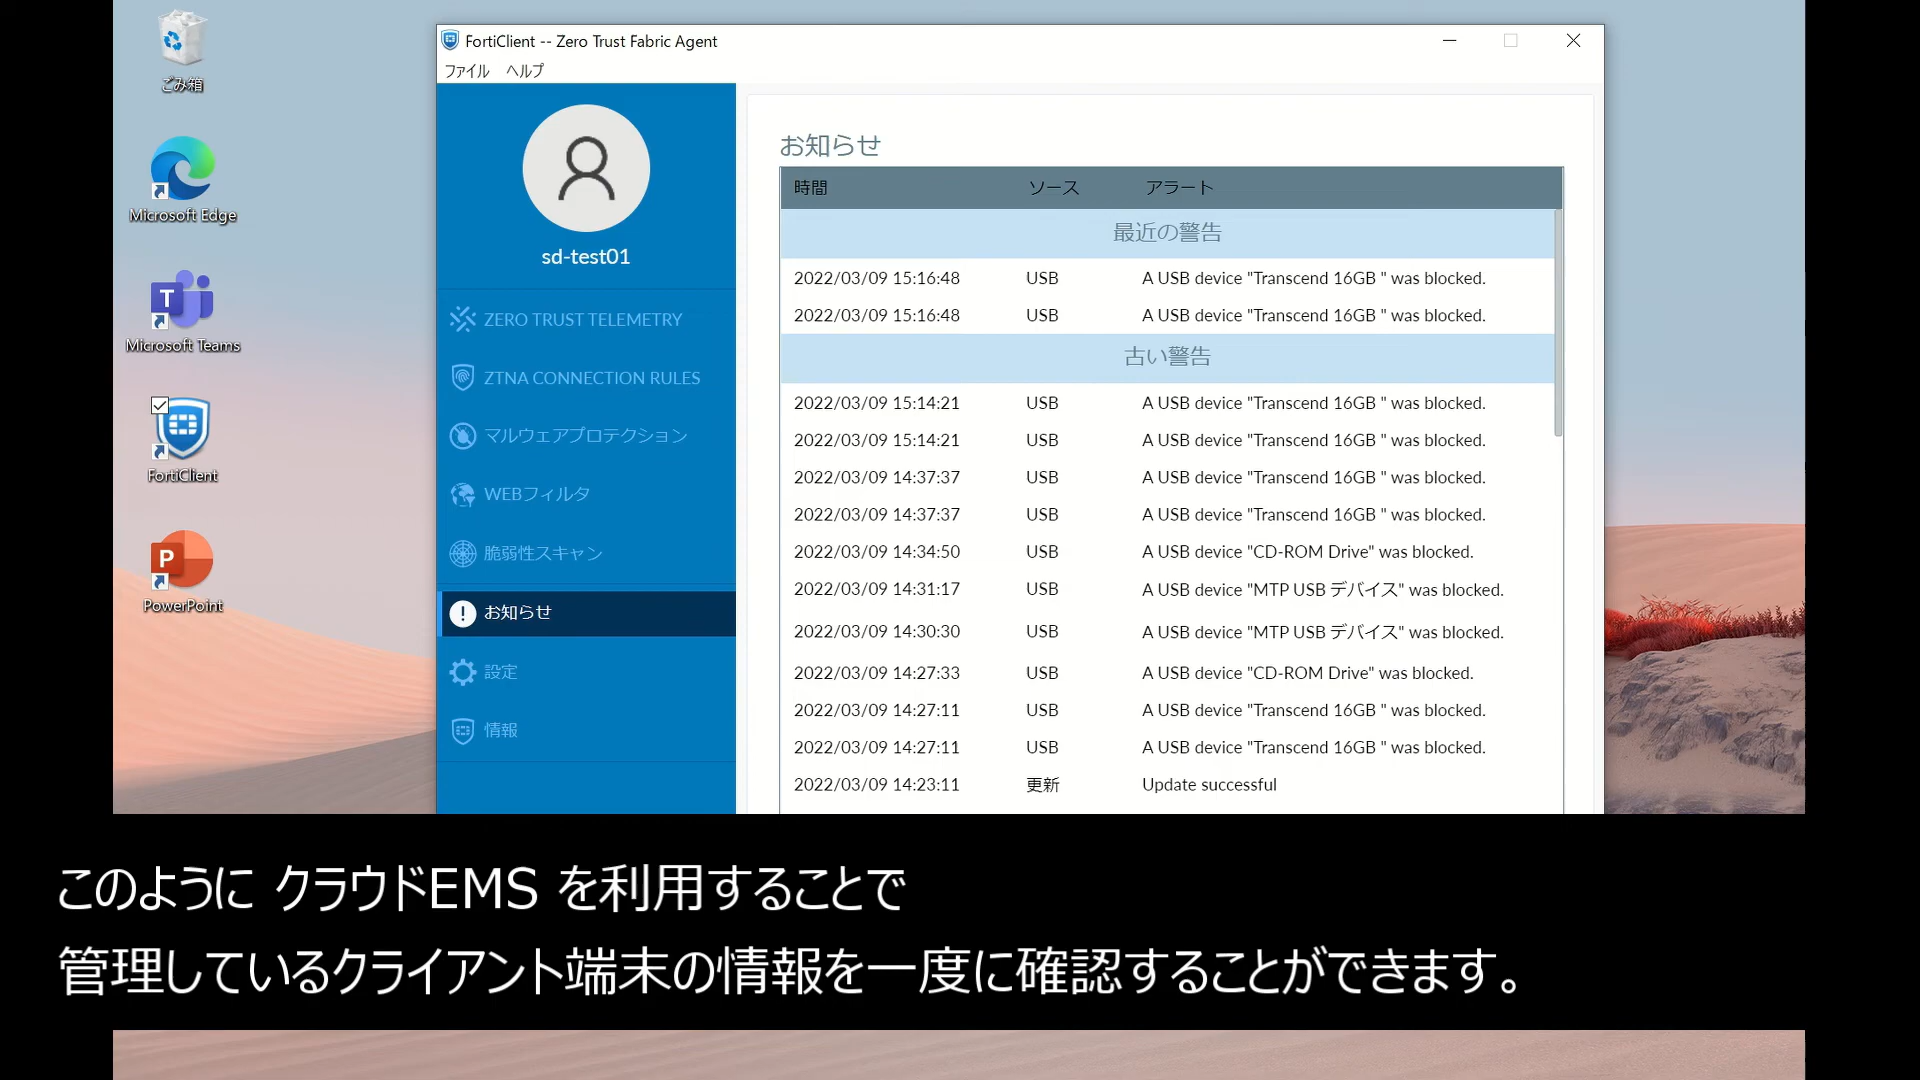 ごみ箱
Microsoft Edge
Microsoft Teams
FortiClient
PowerPoint
FortiClient -- Zero Trust Fabric Agent
ファイル ヘルプ
sd-test01
ZERO TRUST TELEMETRY
ZTNA CONNECTION RULES
マルウェアプロテクション
WEBフィルタ
脆弱性スキャン
お知らせ
設定
情報
お知らせ
時間 ソース アラート
最近の警告
2022/03/09 15:16:48 USB A USB device "Transcend 16GB " was blocked.
2022/03/09 15:16:48 USB A USB device "Transcend 16GB " was blocked.
古い警告
2022/03/09 15:14:21 USB A USB device "Transcend 16GB " was blocked.
2022/03/09 15:14:21 USB A USB device "Transcend 16GB " was blocked.
2022/03/09 14:37:37 USB A USB device "Transcend 16GB " was blocked.
2022/03/09 14:37:37 USB A USB device "Transcend 16GB " was blocked.
2022/03/09 14:34:50 USB A USB device "CD-ROM Drive" was blocked.
2022/03/09 14:31:17 USB A USB device "MTP USB デバイス" was blocked.
2022/03/09 14:30:30 USB A USB device "MTP USB デバイス" was blocked.
2022/03/09 14:27:33 USB A USB device "CD-ROM Drive" was blocked.
2022/03/09 14:27:11 USB A USB device "Transcend 16GB " was blocked.
2022/03/09 14:27:11 USB A USB device "Transcend 16GB " was blocked.
2022/03/09 14:23:11 更新 Update successful
このように クラウドEMS を利用することで
管理しているクライアント端末の情報を一度に確認することができます。